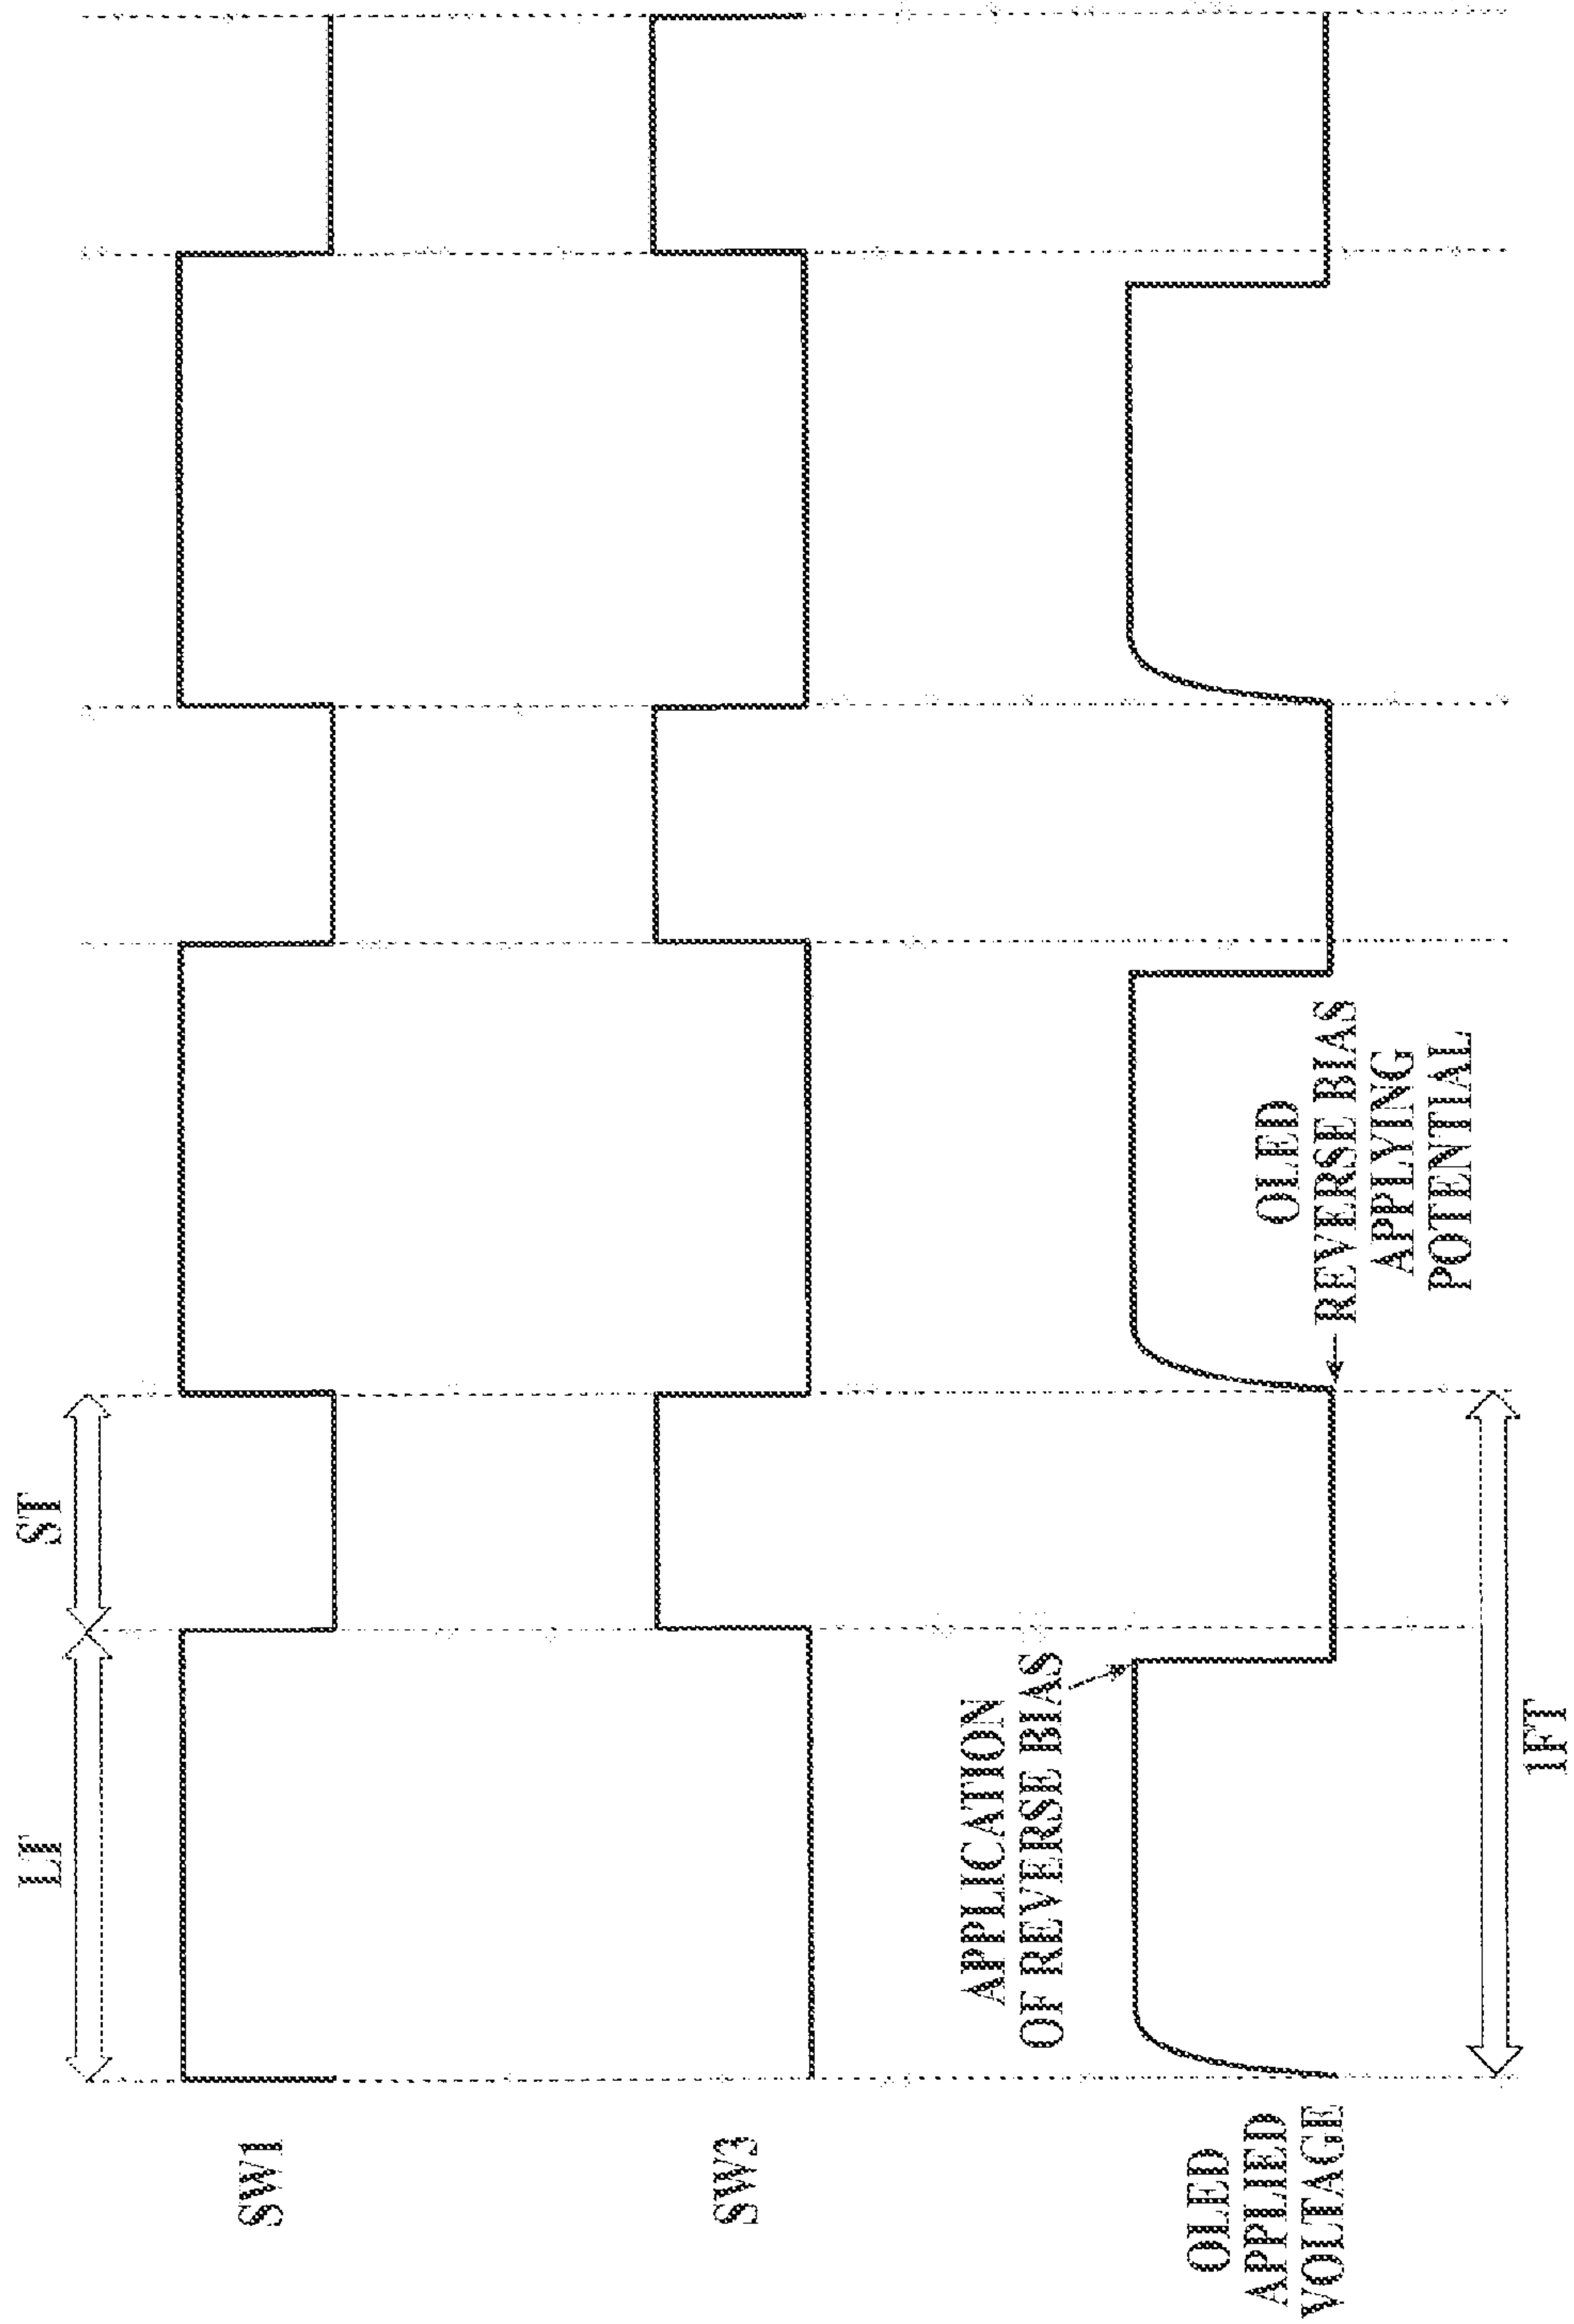 LT
ST
SW1
SW3
APPLICATION
OF REVERSE BIAS
OLED
REVERSE BIAS
APPLYING
POTENTIAL
OLED
APPLIED
VOLTAGE
1FT